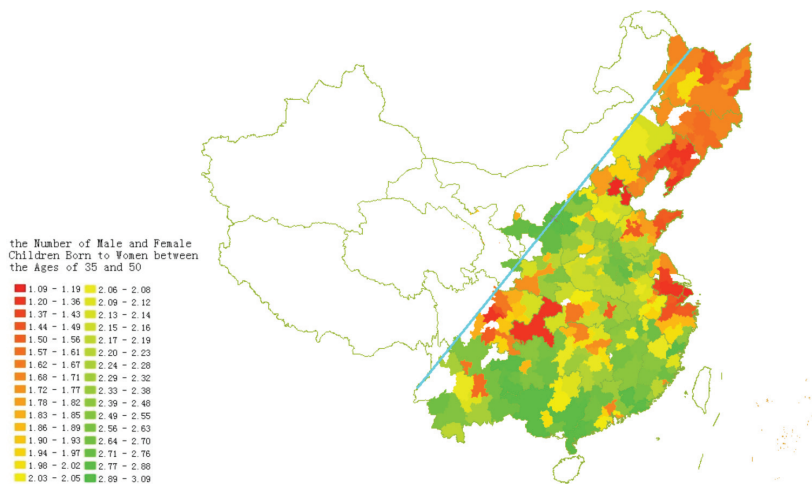 the Number of Male and Female
Children Born to Women between
the Ages of 35 and 50
1.09 - 1.19 2.06 - 2.08
1.20 - 1.36 2.09 - 2.12
1.37 - 1.43 2.13 - 2.14
1.44 - 1.49 2.15 - 2.16
1.50 - 1.56 2.17 - 2.19
1.57 - 1.61 2.20 - 2.23
1.62 - 1.67 2.24 - 2.28
1.68 - 1.71 2.29 - 2.32
1.72 - 1.77 2.33 - 2.38
1.78 - 1.82 2.39 - 2.48
1.83 - 1.85 2.49 - 2.55
1.86 - 1.89 2.56 - 2.63
1.90 - 1.93 2.64 - 2.70
1.94 - 1.97 2.71 - 2.76
1.98 - 2.02 2.77 - 2.88
2.03 - 2.05 2.89 - 3.09